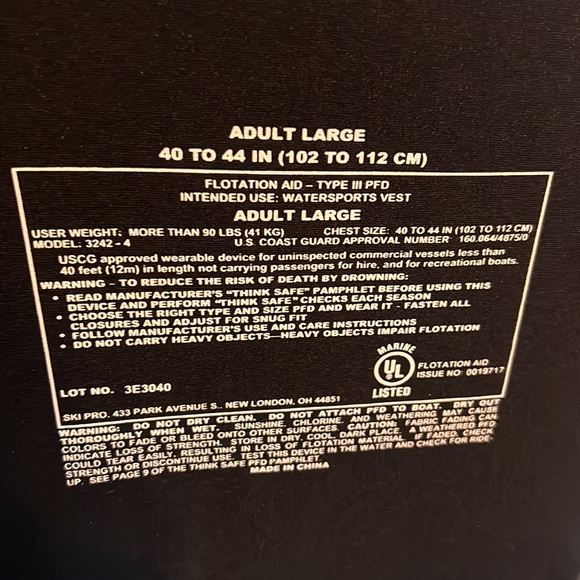 ADULT LARGE
40 TO 44 IN (102 TO 112 CM)
FLOTATION AID – TYPE III PFD
INTENDED USE: WATERSPORTS VEST
ADULT LARGE
USER WEIGHT: MORE THAN 90 LBS (41 KG) CHEST SIZE: 40 TO 44 IN (102 TO 112 CM)
MODEL: 3242 - 4 U.S. COAST GUARD APPROVAL NUMBER 160.064/4875/0
USCG approved wearable device for uninspected commercial vessels less than
40 feet (12m) in length not carrying passengers for hire, and for recreational boats.
WARNING – TO REDUCE THE RISK OF DEATH BY DROWNING:
• READ MANUFACTURER'S "THINK SAFE" PAMPHLET BEFORE USING THIS
DEVICE AND PERFORM "THINK SAFE" CHECKS EACH SEASON
• CHOOSE THE RIGHT TYPE AND SIZE PFD AND WEAR IT - FASTEN ALL
CLOSURES AND ADJUST FOR SNUG FIT
• FOLLOW MANUFACTURER'S USE AND CARE INSTRUCTIONS
• DO NOT CARRY HEAVY OBJECTS—HEAVY OBJECTS IMPAIR FLOTATION
MARINE
UL
LISTED
FLOTATION AID
ISSUE NO 0019717
LOT NO. 3E3040
SKI PRO. 433 PARK AVENUE S.. NEW LONDON, OH 44851
WARNING: DO NOT DRY CLEAN. DO NOT ATTACH PFD TO BOAT. DRY OUT
THOROUGHLY WHEN WET. SUNSHINE, CHLORINE, AND WEATHERING MAY CAUSE
COLORS TO FADE OR BLEED ONTO OTHER SURFACES. CAUTION: FABRIC FADING CAN
INDICATE LOSS OF STRENGTH. STORE IN DRY, COOL, DARK PLACE. A WEATHERED PFD
COULD TEAR EASILY, RESULTING IN LOSS OF FLOTATION MATERIAL. IF FADED, CHECK
STRENGTH OR DISCONTINUE USE. TEST THIS DEVICE IN THE WATER AND CHECK FOR RIDE
UP. SEE PAGE 9 OF THE THINK SAFE PFD PAMPHLET.
MADE IN CHINA